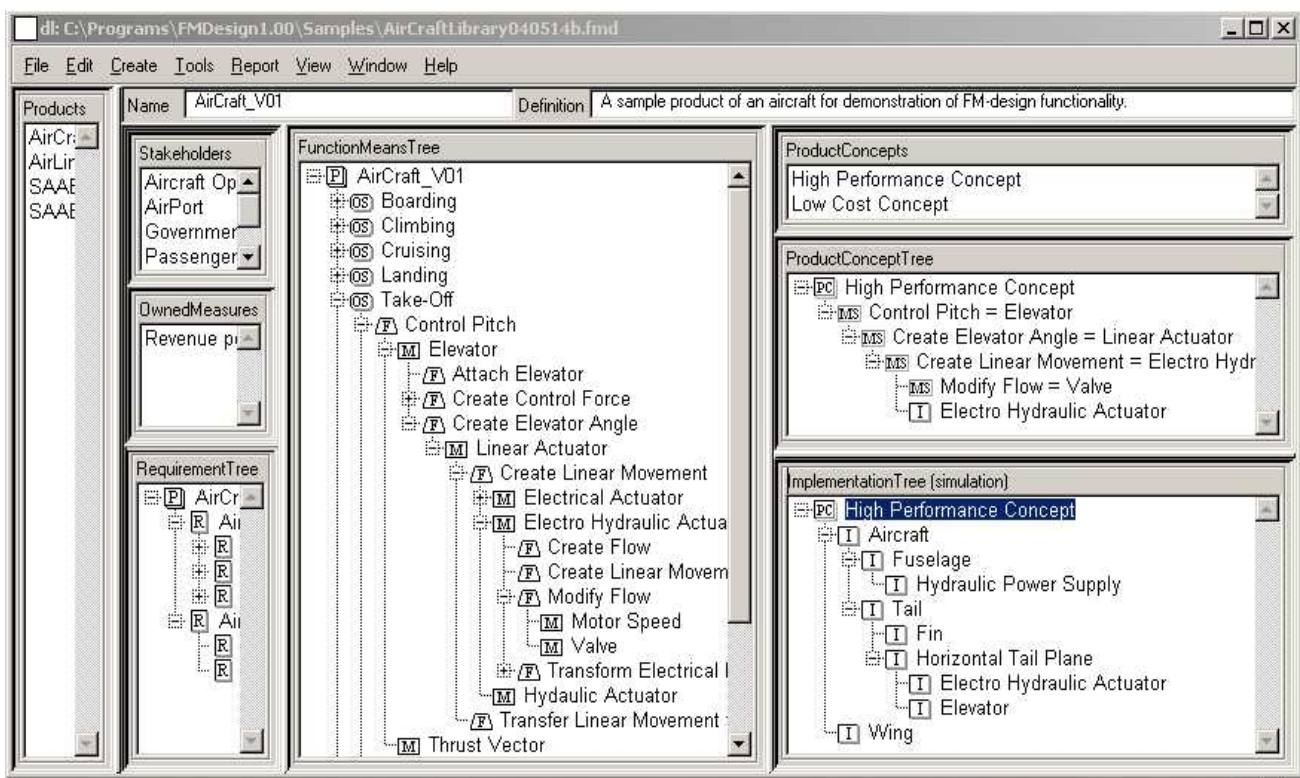 dl: C:\Programs\FMDesign1.00\Samples\AirCraftLibrary040514b.fmd
File Edit Create Tools Report View Window Help
Products
AirCr
AirLir
SAAE
SAAE
Name AirCraft_V01
Definition A sample product of an aircraft for demonstration of FM-design functionality.
Stakeholders
Aircraft Op
AirPort
Governmer
Passenger
OwnedMeasures
Revenue p
RequirementTree
P AirCr
R Air
R
R
R
R Air
R
R
FunctionMeansTree
P AirCraft_V01
OS Boarding
OS Climbing
OS Cruising
OS Landing
OS Take-Off
F Control Pitch
M Elevator
F Attach Elevator
F Create Control Force
F Create Elevator Angle
M Linear Actuator
F Create Linear Movement
M Electrical Actuator
M Electro Hydraulic Actua
F Create Flow
F Create Linear Movem
F Modify Flow
M Motor Speed
M Valve
F Transform Electrical
M Hydaulic Actuator
F Transfer Linear Movement
M Thrust Vector
ProductConcepts
High Performance Concept
Low Cost Concept
ProductConceptTree
PC High Performance Concept
MS Control Pitch = Elevator
MS Create Elevator Angle = Linear Actuator
MS Create Linear Movement = Electro Hydr
MS Modify Flow = Valve
I Electro Hydraulic Actuator
ImplementationTree (simulation)
PC High Performance Concept
I Aircraft
I Fuselage
I Hydraulic Power Supply
I Tail
I Fin
I Horizontal Tail Plane
I Electro Hydraulic Actuator
I Elevator
I Wing